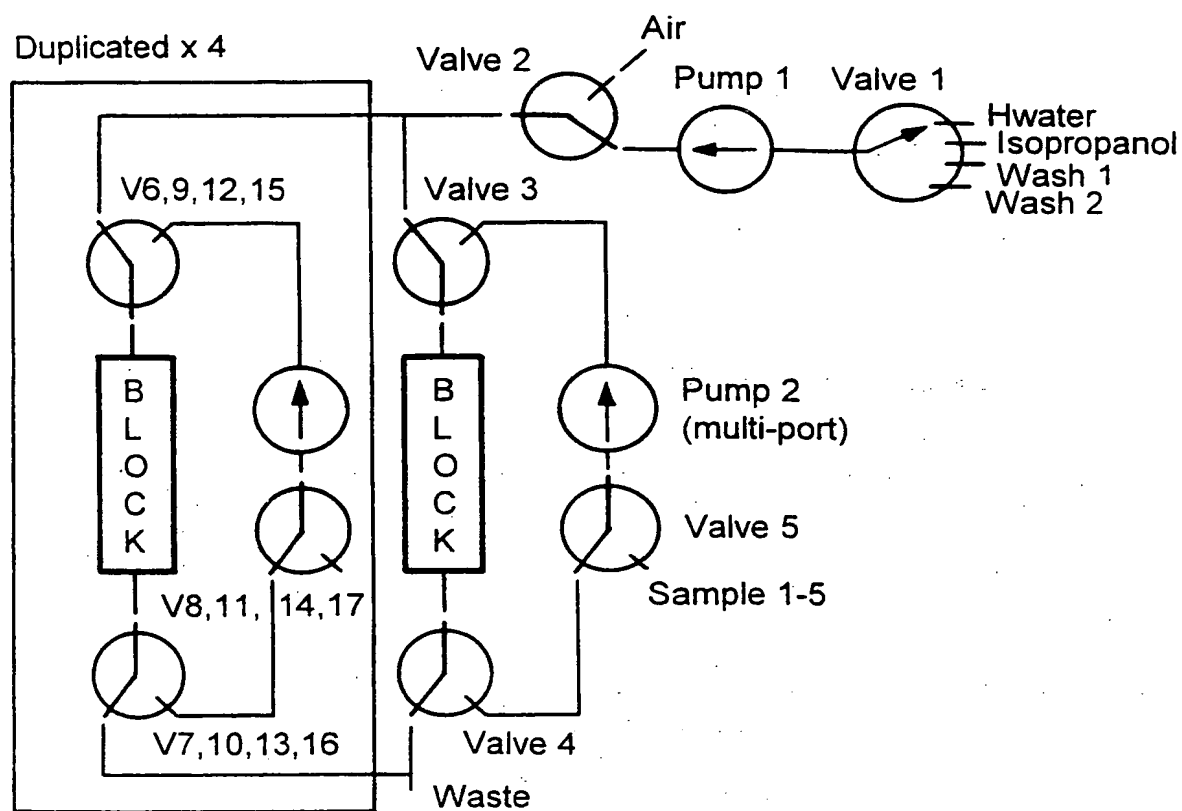 Duplicated x 4
Air
Valve 2
Pump 1
Valve 1
Hwater
Isopropanol
Wash 1
Wash 2
V6,9,12,15
Valve 3
BLOCK
BLOCK
Pump 2
(multi-port)
Valve 5
Sample 1-5
V8,11, 14,17
V7,10,13,16
Valve 4
Waste